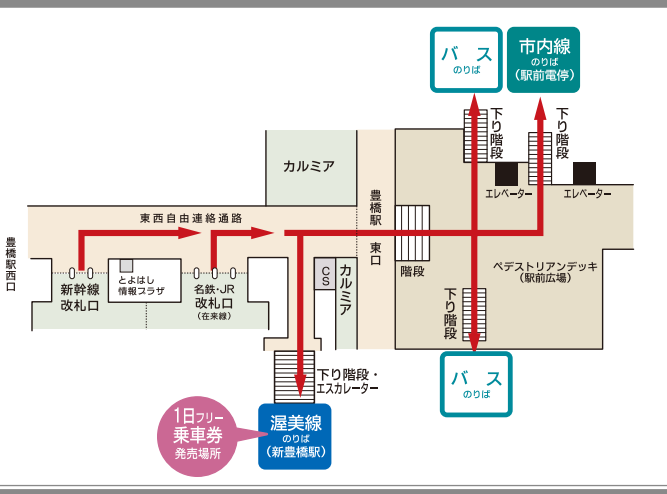 バス
のりば
市内線
のりば
(駅前電停)
下り階段
下り階段
カルミア
エレベーター
エレベーター
豊橋駅 東口
東西自由連絡通路
豊橋駅西口
階段
ペデストリアンデッキ
(駅前広場)
とよはし
情報プラザ
新幹線
改札口
名鉄・JR
改札口
(在来線)
CS
カルミア
下り階段
下り階段・
エスカレーター
バス
のりば
1日フリー
乗車券
発売場所
渥美線
のりば
(新豊橋駅)